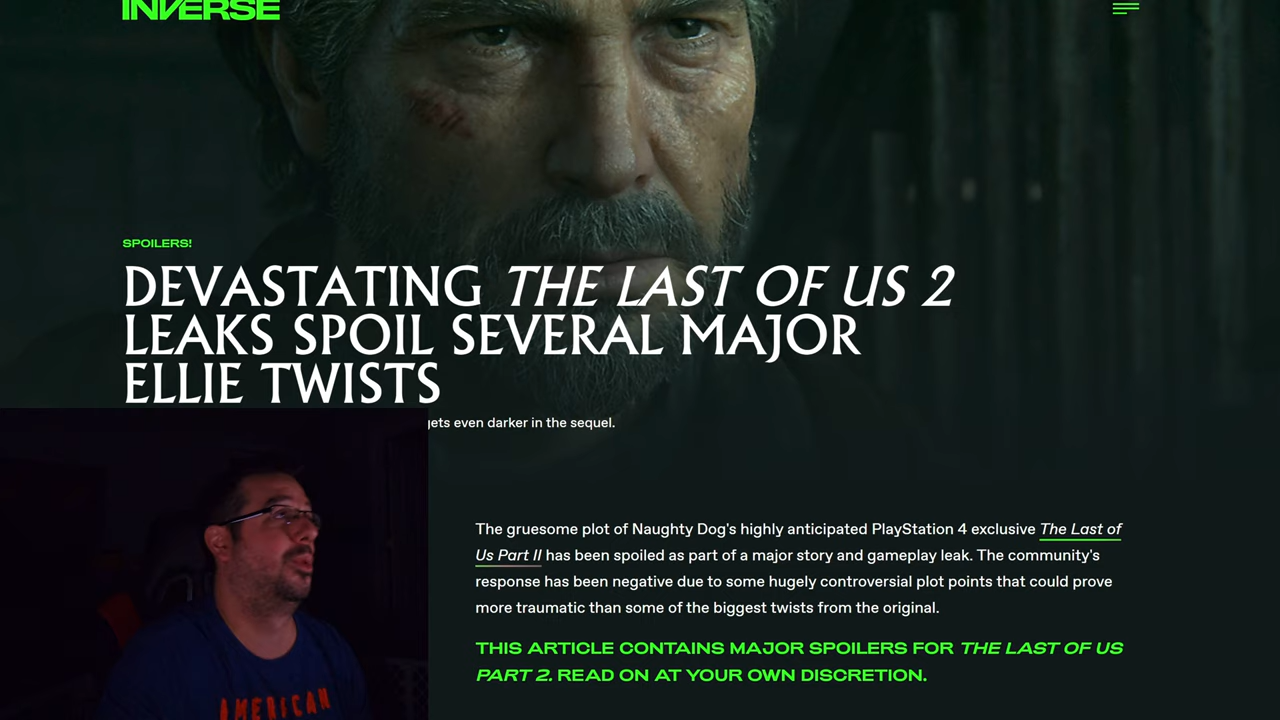 INVERSE
SPOILERS!
DEVASTATING THE LAST OF US 2
LEAKS SPOIL SEVERAL MAJOR
ELLIE TWISTS
gets even darker in the sequel.
The gruesome plot of Naughty Dog's highly anticipated PlayStation 4 exclusive The Last of
Us Part II has been spoiled as part of a major story and gameplay leak. The community's
response has been negative due to some hugely controversial plot points that could prove
more traumatic than some of the biggest twists from the original.
THIS ARTICLE CONTAINS MAJOR SPOILERS FOR THE LAST OF US
PART 2. READ ON AT YOUR OWN DISCRETION.
AMERICAN